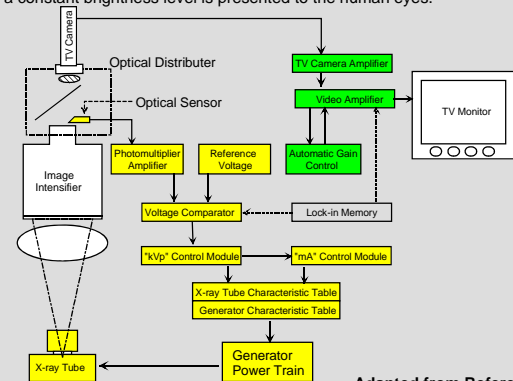 a constant brightness level is presented to the human eyes.
TV Camera
Optical Distributer
Optical Sensor
TV Camera Amplifier
Video Amplifier
TV Monitor
Image
Intensifier
Photomultiplier
Amplifier
Reference
Voltage
Automatic Gain
Control
Voltage Comparator
Lock-in Memory
"kVp" Control Module
"mA" Control Module
X-ray Tube Characteristic Table
Generator Characteristic Table
Generator
Power Train
X-ray Tube
Adapted from